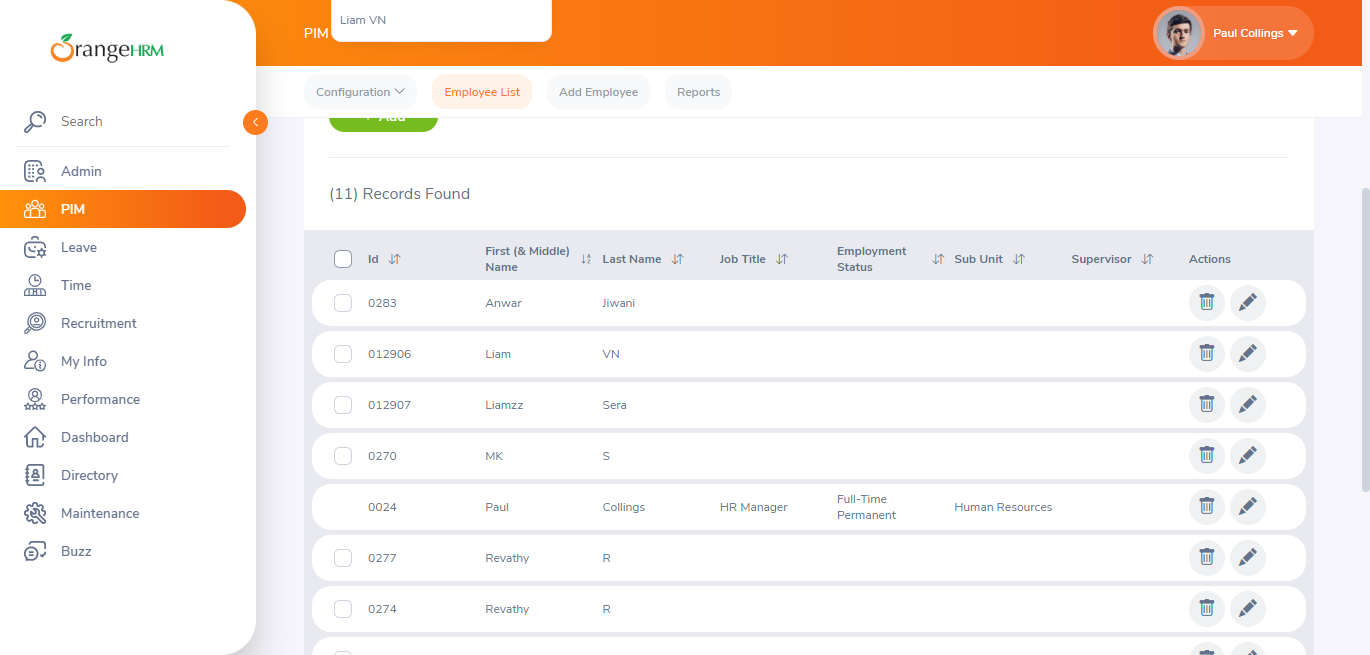 Liam VN
PIM
Paul Collings
OrangeHRM
Configuration
Employee List
Add Employee
Reports
Search
Admin
PIM
Leave
Time
Recruitment
My Info
Performance
Dashboard
Directory
Maintenance
Buzz
+ Add
(11) Records Found
Id First (& Middle) Name Last Name Job Title Employment Status Sub Unit Supervisor Actions
0283 Anwar Jiwani
012906 Liam VN
012907 Liamzz Sera
0270 MK S
0024 Paul Collings HR Manager Full-Time Permanent Human Resources
0277 Revathy R
0274 Revathy R